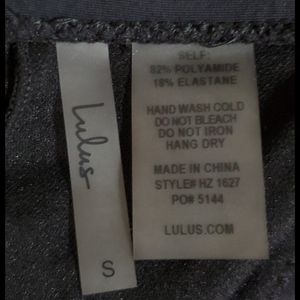 Lulus
S
SELF:
82% POLYAMIDE
18% ELASTANE
HAND WASH COLD
DO NOT BLEACH
DO NOT IRON
HANG DRY
MADE IN CHINA
STYLE# HZ 1627
PO# 5144
LULUS.COM